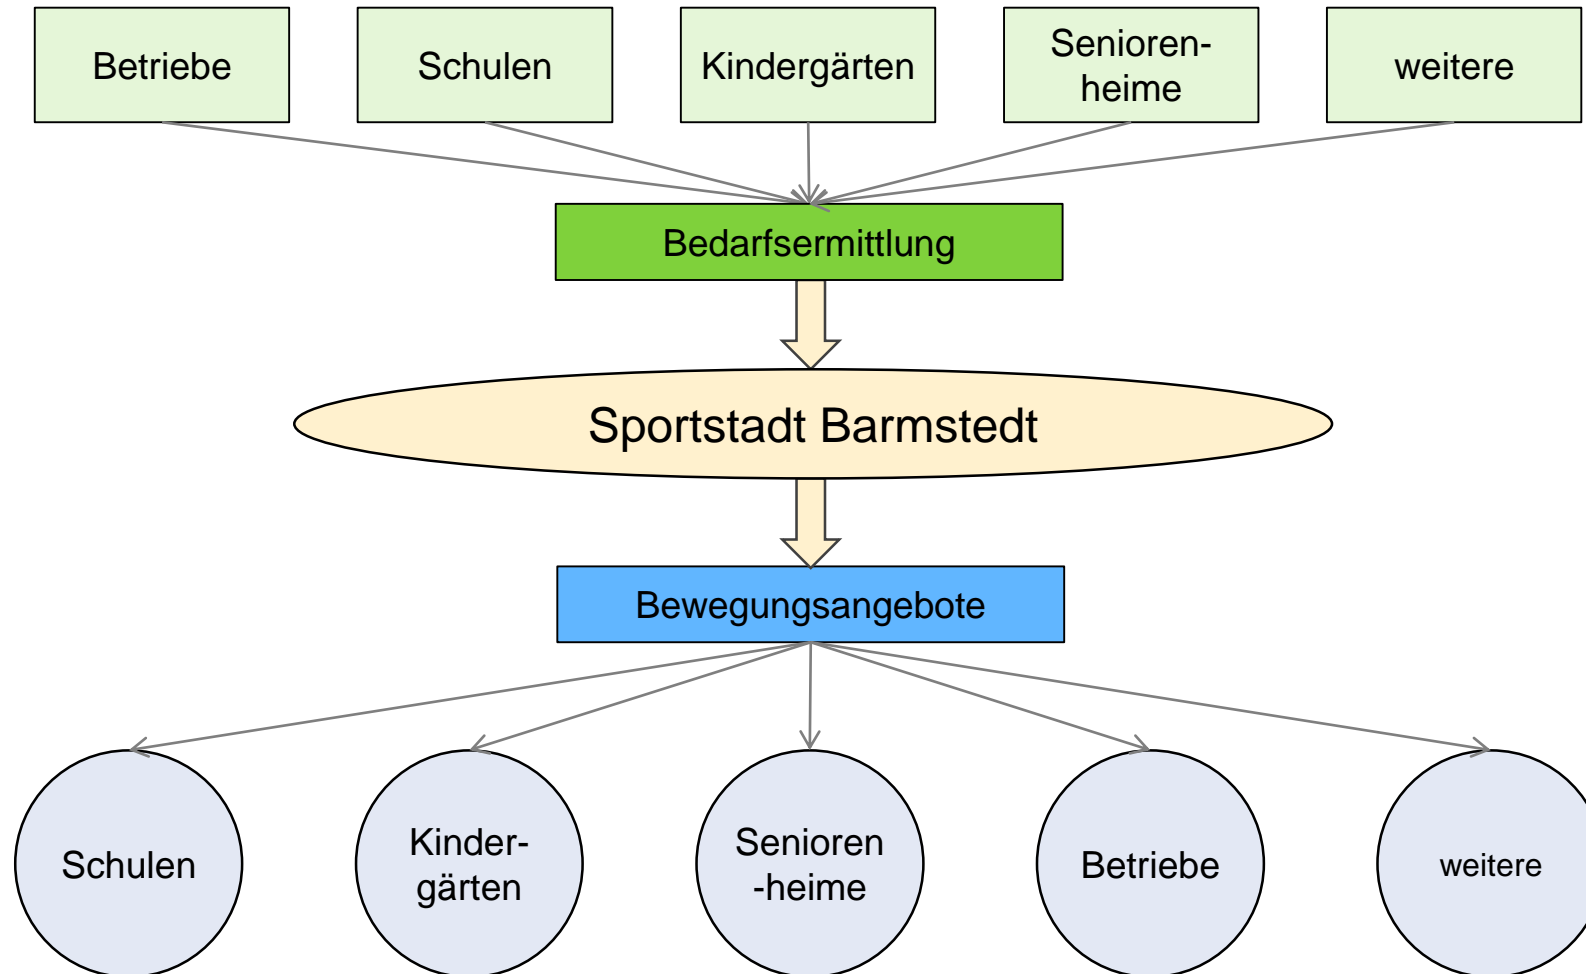 Betriebe
Schulen
Kindergärten
Senioren-
heime
weitere
Bedarfsermittlung
Sportstadt Barmstedt
Bewegungsangebote
Schulen
Kinder-
gärten
Senioren
-heime
Betriebe
weitere